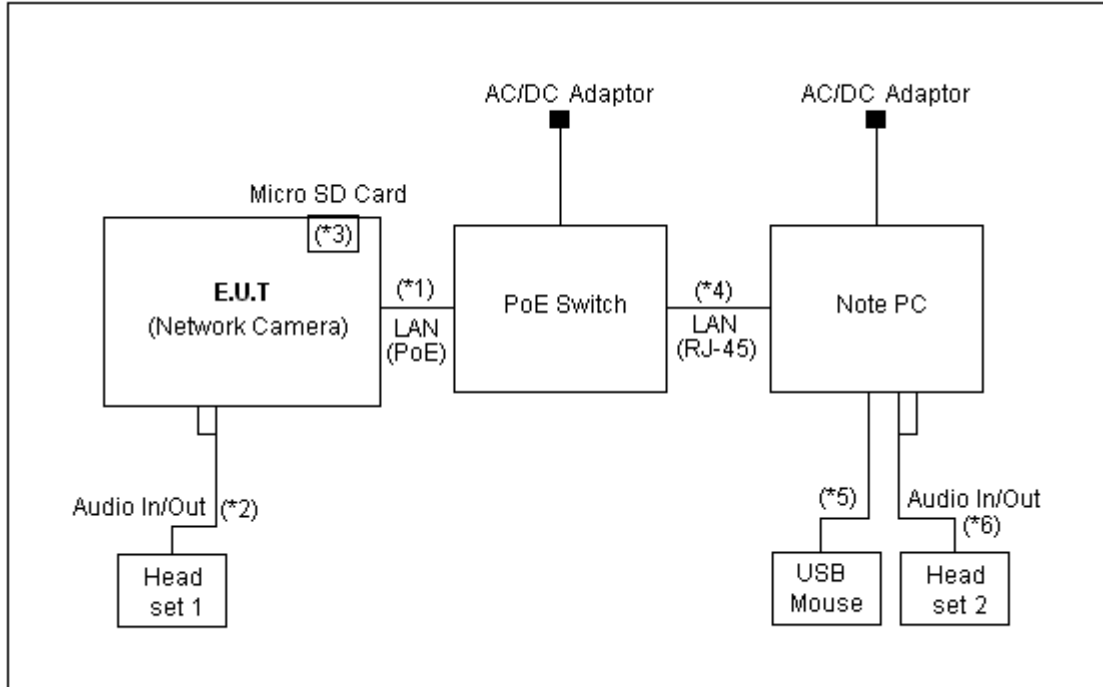 AC/DC Adaptor
AC/DC Adaptor
Micro SD Card
(*3)
E.U.T
(Network Camera)
(*1)
LAN
(PoE)
PoE Switch
(*4)
LAN
(RJ-45)
Note PC
Audio In/Out
(*2)
Head
set 1
(*5)
Audio In/Out
(*6)
USB
Mouse
Head
set 2